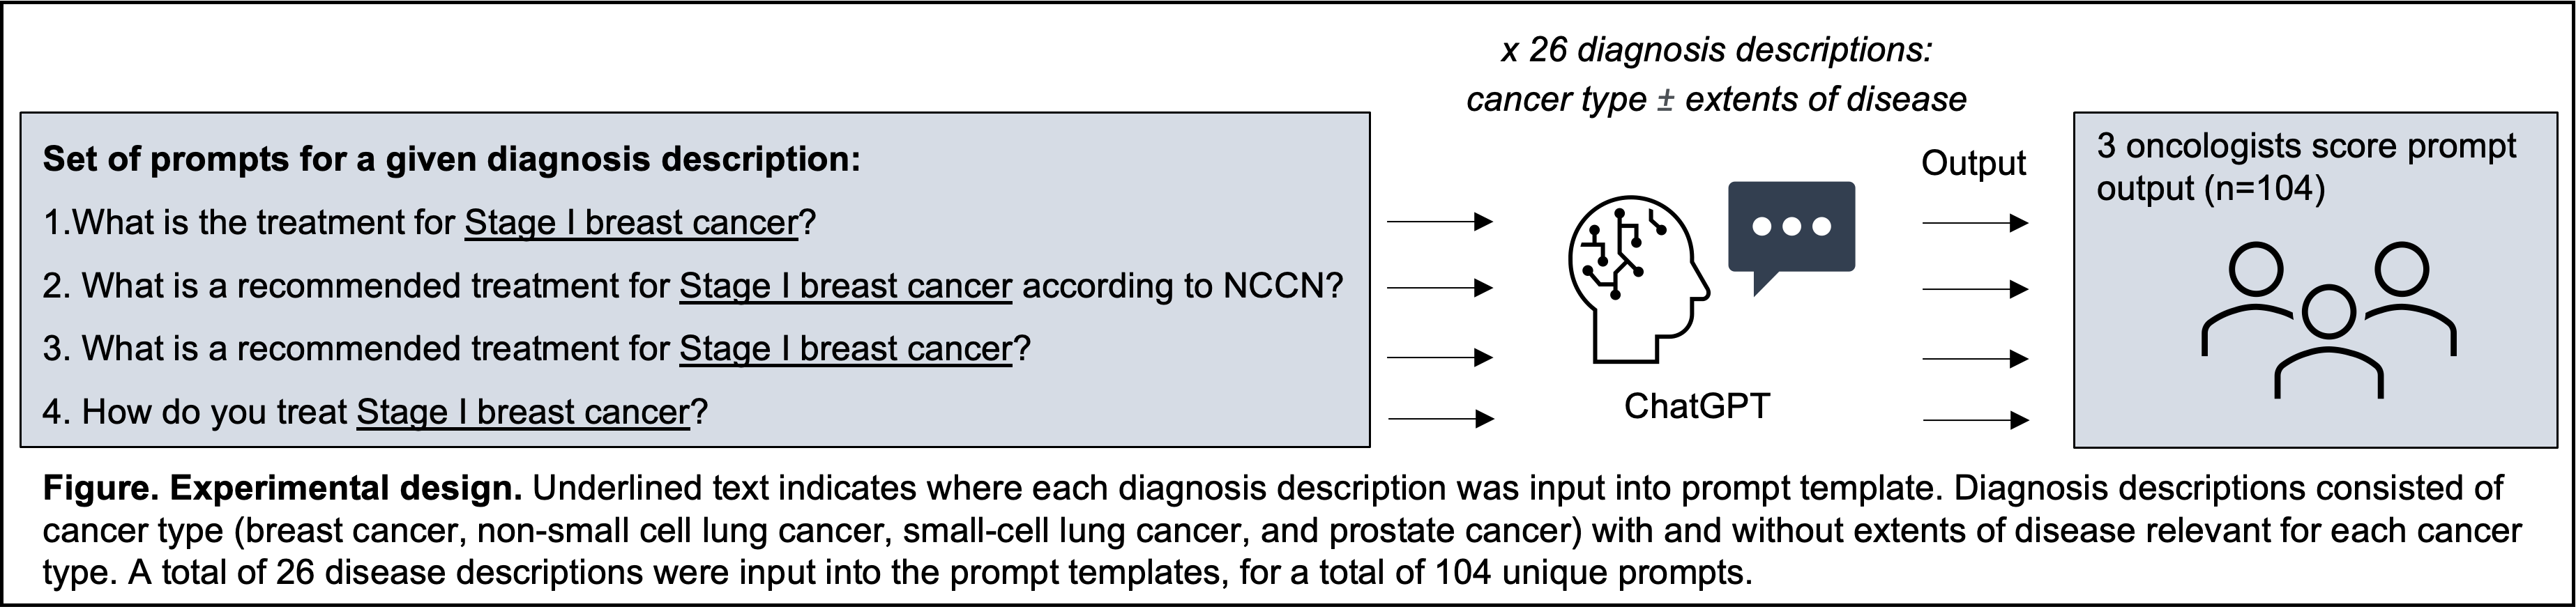 x 26 diagnosis descriptions:
cancer type ± extents of disease
Set of prompts for a given diagnosis description:
1.What is the treatment for Stage I breast cancer?
2. What is a recommended treatment for Stage I breast cancer according to NCCN?
3. What is a recommended treatment for Stage I breast cancer?
4. How do you treat Stage I breast cancer?
ChatGPT
Output
3 oncologists score prompt
output (n=104)
Figure. Experimental design. Underlined text indicates where each diagnosis description was input into prompt template. Diagnosis descriptions consisted of
cancer type (breast cancer, non-small cell lung cancer, small-cell lung cancer, and prostate cancer) with and without extents of disease relevant for each cancer
type. A total of 26 disease descriptions were input into the prompt templates, for a total of 104 unique prompts.